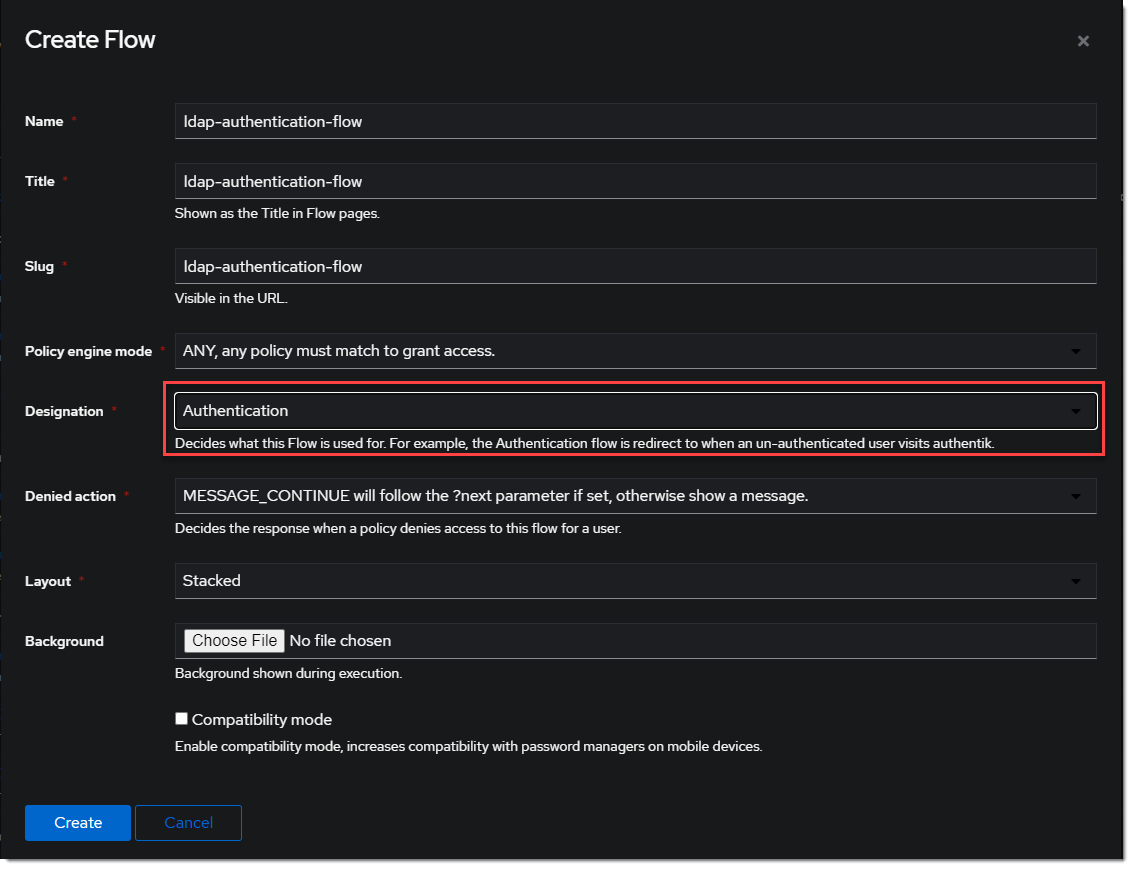 Create Flow
×
Name *
ldap-authentication-flow
Title *
ldap-authentication-flow
Shown as the Title in Flow pages.
Slug *
ldap-authentication-flow
Visible in the URL.
Policy engine mode *
ANY, any policy must match to grant access.
Designation *
Authentication
Decides what this Flow is used for. For example, the Authentication flow is redirect to when an un-authenticated user visits authentik.
Denied action *
MESSAGE_CONTINUE will follow the ?next parameter if set, otherwise show a message.
Decides the response when a policy denies access to this flow for a user.
Layout *
Stacked
Background
Choose File No file chosen
Background shown during execution.
Compatibility mode
Enable compatibility mode, increases compatibility with password managers on mobile devices.
Create Cancel